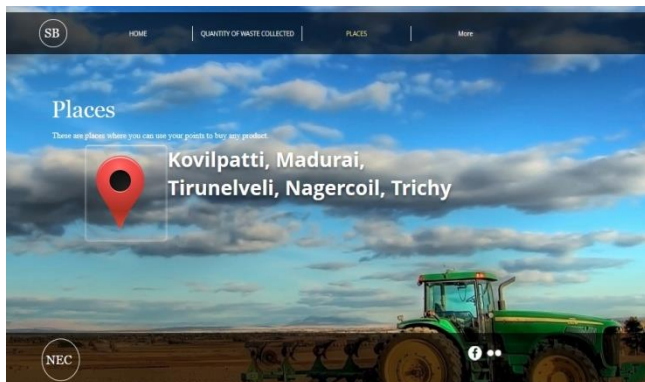 SB
HOME
QUANTITY OF WASTE COLLECTED
PLACES
More
Places
These are places where you can use your points to buy any product.
Kovilpatti, Madurai,
Tirunelveli, Nagercoil, Trichy
NEC